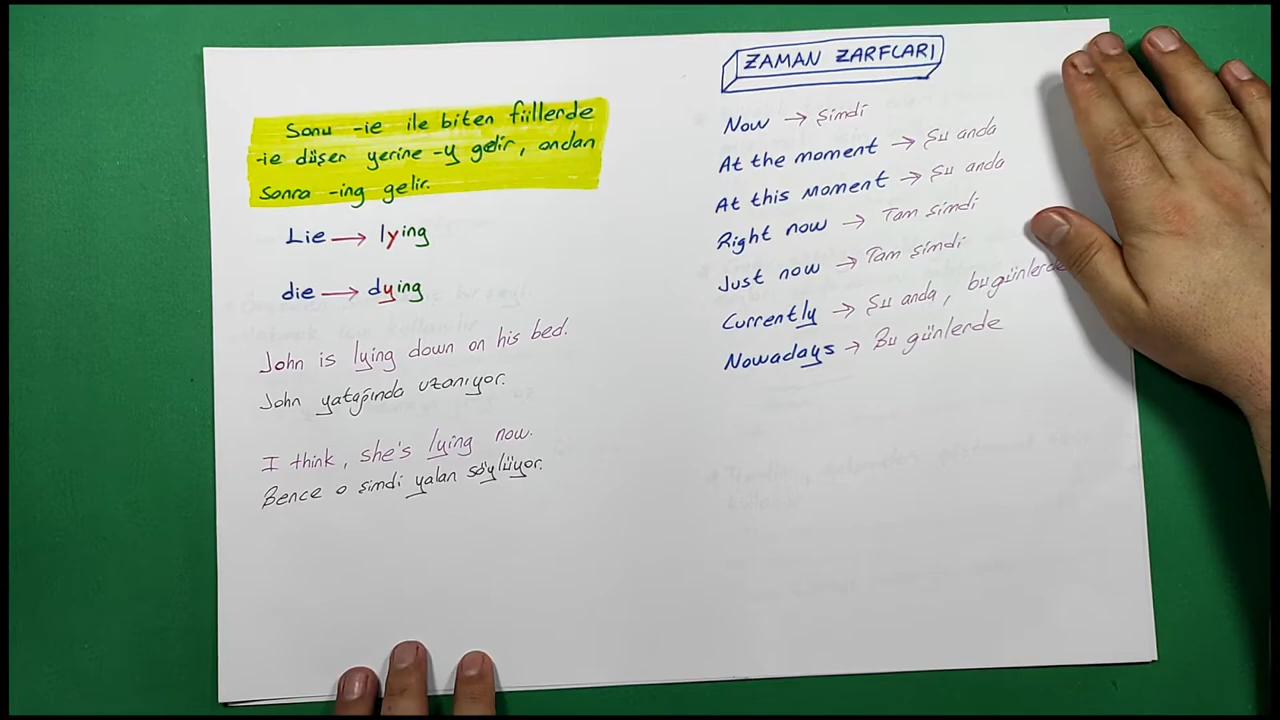 Sonu -ie ile biten fiillerde
-ie düşer yerine -y gelir, ondan
sonra -ing gelir.
Lie → lying
die → dying
John is lying down on his bed.
John yatağında uzanıyor.
I think, she's lying now.
Bence o şimdi yalan söylüyor.
ZAMAN ZARFLARI
Now → Şimdi
At the moment → Şu anda
At this moment → Şu anda
Right now → Tam şimdi
Just now → Tam şimdi
Currently → Şu anda, bugünlerde
Nowadays → Bu günlerde